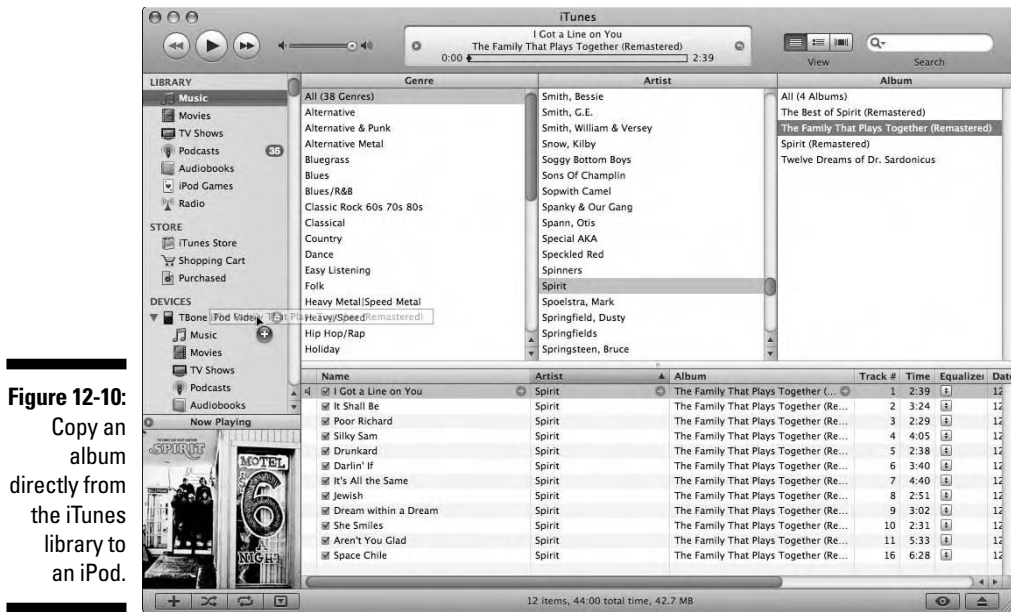 iTunes
I Got a Line on You
The Family That Plays Together (Remastered)
0:00
2:39
View
Search
LIBRARY
Music
Movies
TV Shows
Podcasts 35
Audiobooks
iPod Games
Radio
STORE
iTunes Store
Shopping Cart
Purchased
DEVICES
TBone iPod
Music
Movies
TV Shows
Podcasts
Audiobooks
Now Playing
SPIRIT
MOTEL
6
A
NIGHT
Genre
All (38 Genres)
Alternative
Alternative & Punk
Alternative Metal
Bluegrass
Blues
Blues/R&B
Classic Rock 60s 70s 80s
Classical
Country
Dance
Easy Listening
Folk
Heavy Metal|Speed Metal
Heavy/Speed
Hip Hop/Rap
Holiday
Artist
Smith, Bessie
Smith, G.E.
Smith, William & Versey
Snow, Kilby
Soggy Bottom Boys
Sons Of Champlin
Sopwith Camel
Spanky & Our Gang
Spann, Otis
Special AKA
Speckled Red
Spinners
Spirit
Spoelstra, Mark
Springfield, Dusty
Springfields
Springsteen, Bruce
Album
All (4 Albums)
The Best of Spirit (Remastered)
The Family That Plays Together (Remastered)
Spirit (Remastered)
Twelve Dreams of Dr. Sardonicus
Name Artist Album Track # Time Equalizer Date
I Got a Line on You Spirit The Family That Plays Together (... 1 2:39 12
It Shall Be Spirit The Family That Plays Together (Re... 2 3:24 12
Poor Richard Spirit The Family That Plays Together (Re... 3 2:29 12
Silky Sam Spirit The Family That Plays Together (Re... 4 4:05 12
Drunkard Spirit The Family That Plays Together (Re... 5 2:38 12
Darlin' If Spirit The Family That Plays Together (Re... 6 3:40 12
It's All the Same Spirit The Family That Plays Together (Re... 7 4:40 12
Jewish Spirit The Family That Plays Together (Re... 8 2:51 12
Dream within a Dream Spirit The Family That Plays Together (Re... 9 3:02 12
She Smiles Spirit The Family That Plays Together (Re... 10 2:31 12
Aren't You Glad Spirit The Family That Plays Together (Re... 11 5:33 12
Space Chile Spirit The Family That Plays Together (Re... 16 6:28 12
12 items, 44:00 total time, 42.7 MB
Figure 12-10:
Copy an
album
directly from
the iTunes
library to
an iPod.